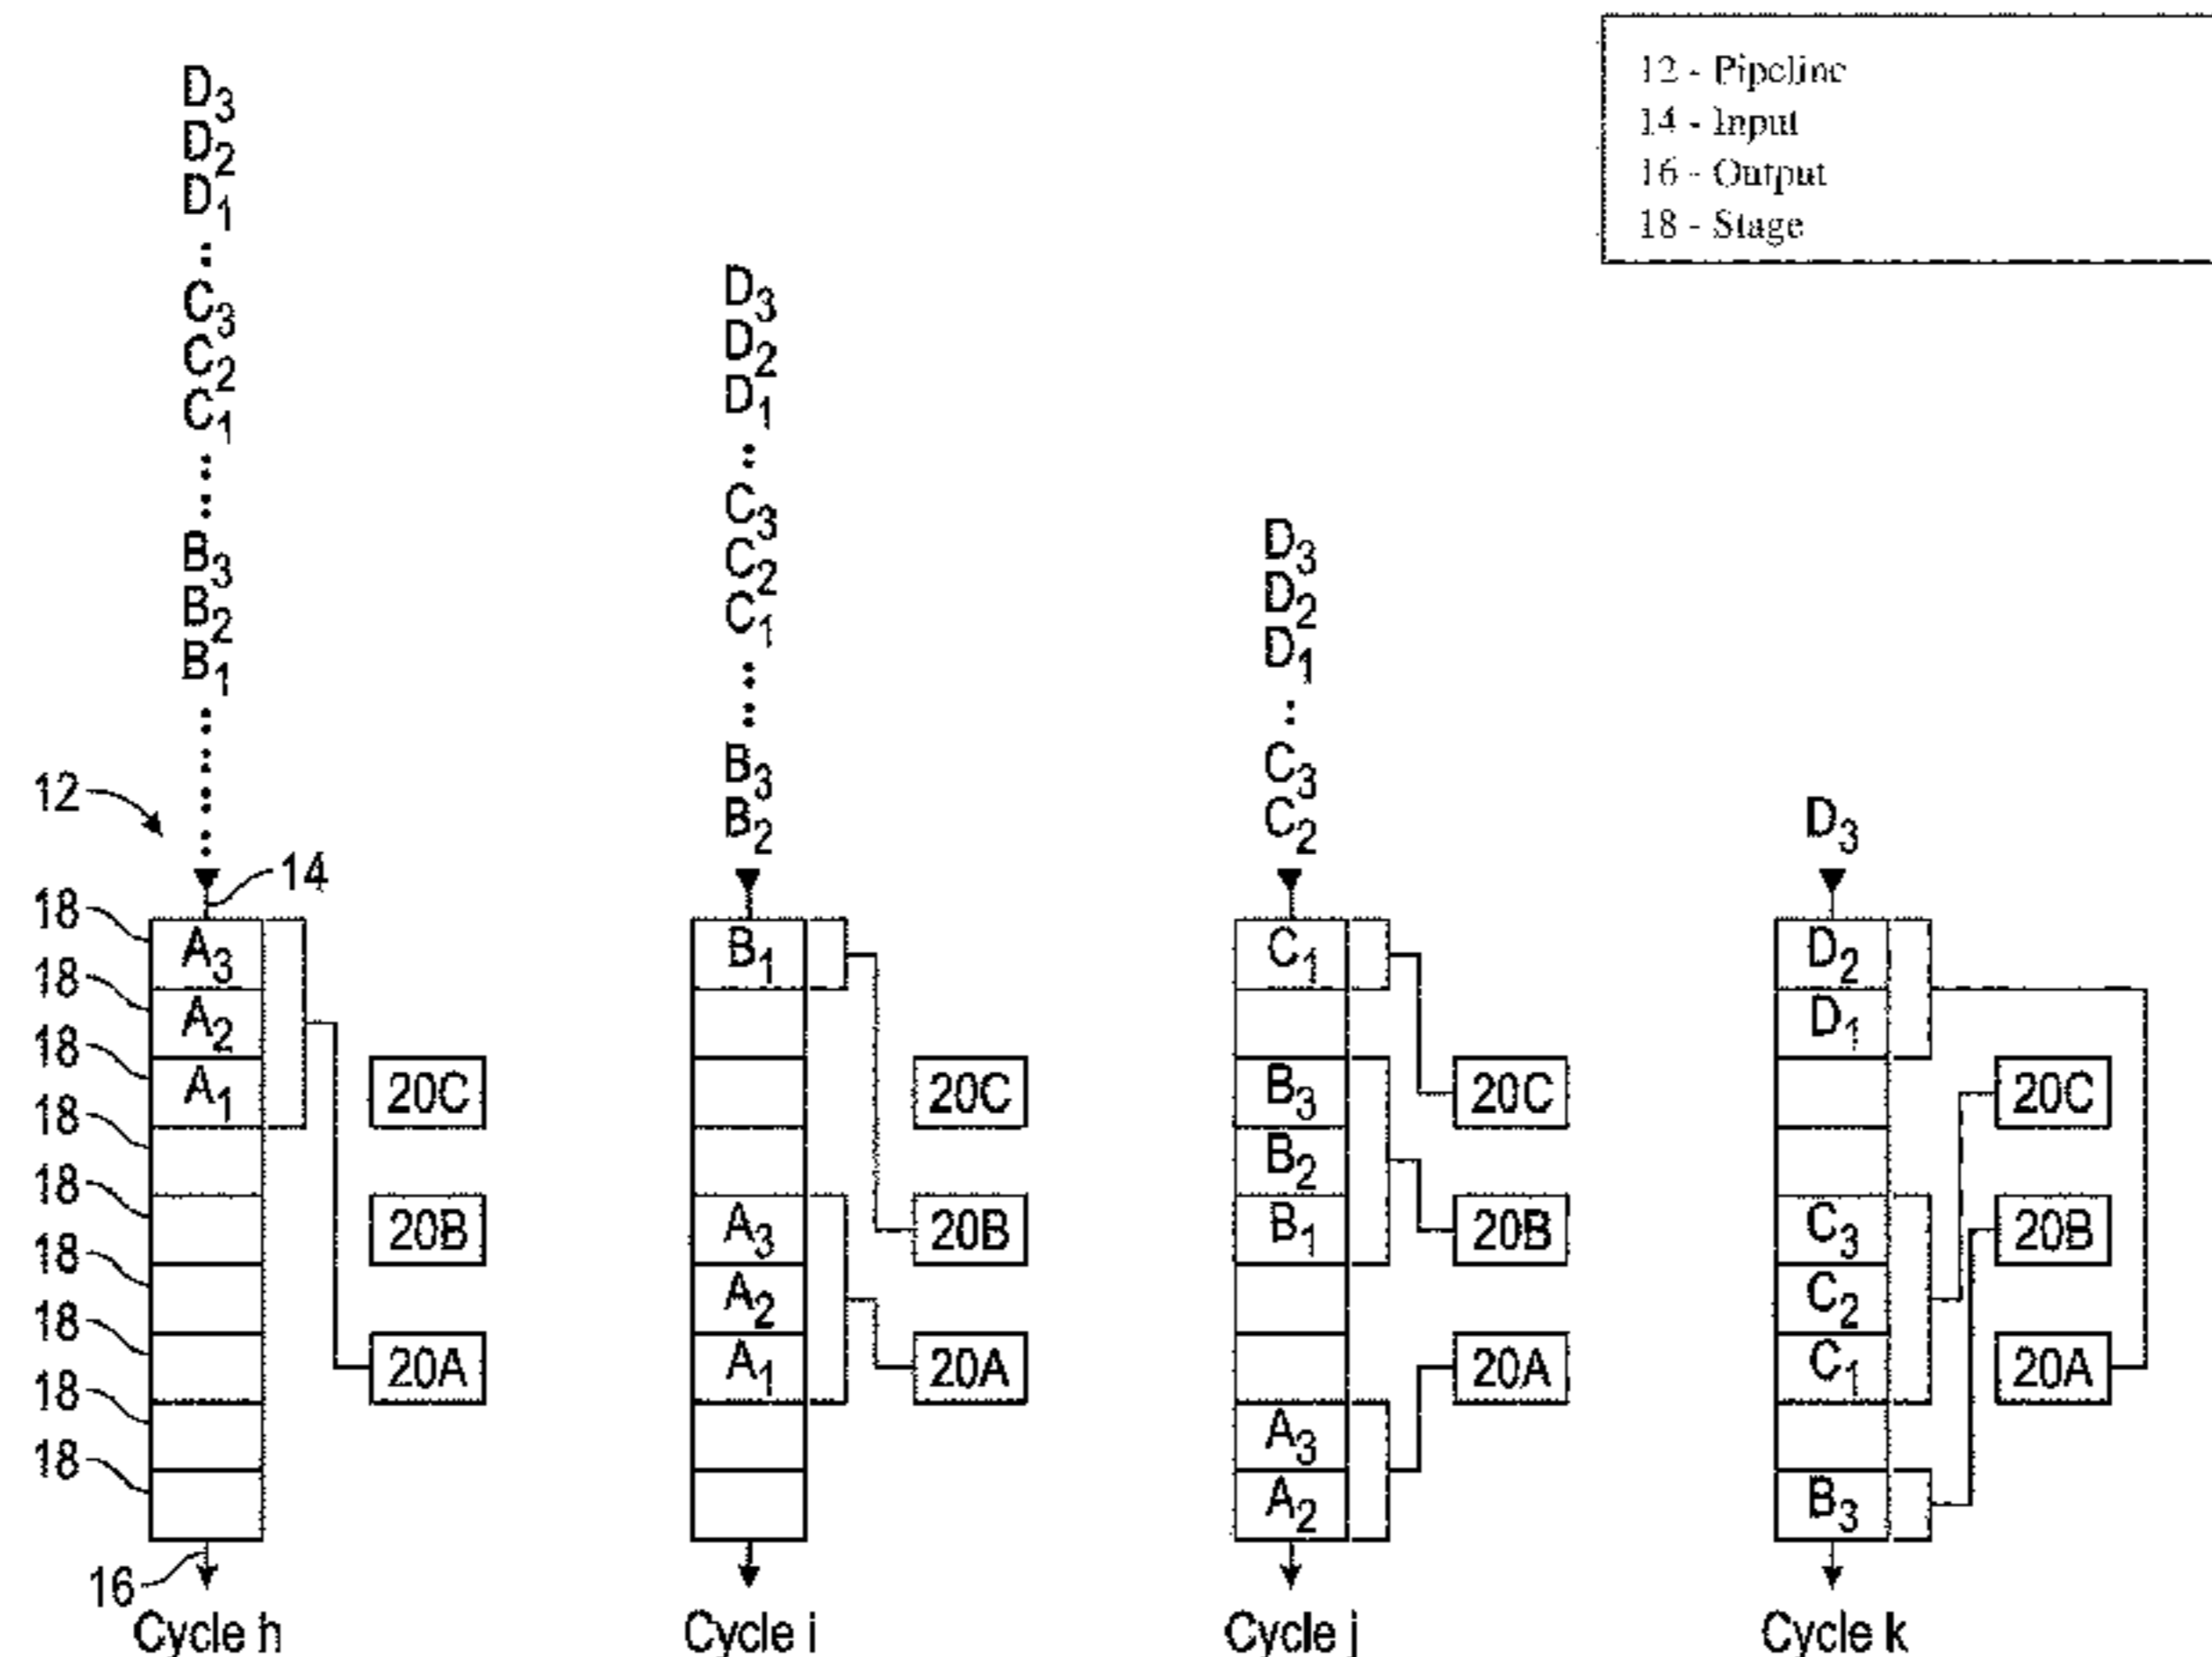 12 - Pipeline
14 - Input
16 - Output
18 - Stage
D3
D2
D1
C3
C2
C1
B3
B2
B1
12
14
18
18
18
18
18
18
18
18
18
A3
A2
A1
20C
20B
20A
16
Cycle h
D3
D2
D1
C3
C2
C1
B3
B2
B1
A3
A2
A1
20C
20B
20A
Cycle i
D3
D2
D1
C3
C2
C1
B3
B2
B1
A3
A2
20C
20B
20A
Cycle j
D3
D2
D1
C3
C2
C1
B3
20C
20B
20A
Cycle k